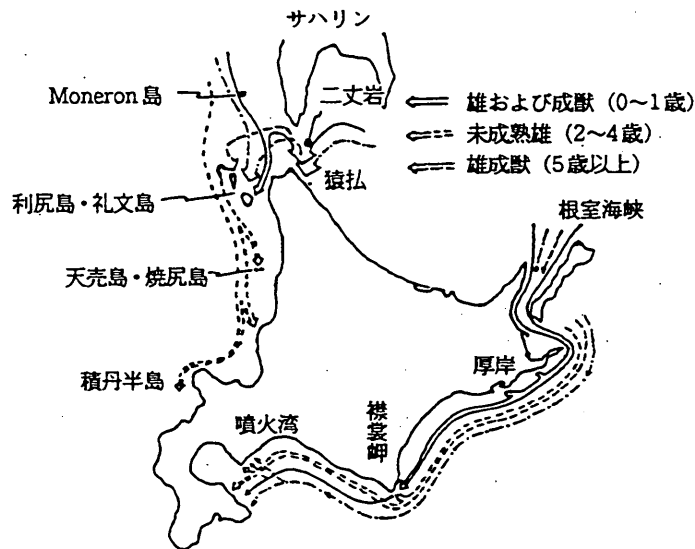 サハリン
Moneron島
二丈岩
雄および成獣（0〜1歳）
未成熟雄（2〜4歳）
雄成獣（5歳以上）
猿払
利尻島・礼文島
根室海峡
天売島・焼尻島
積丹半島
厚岸
噴火湾
襟裳岬